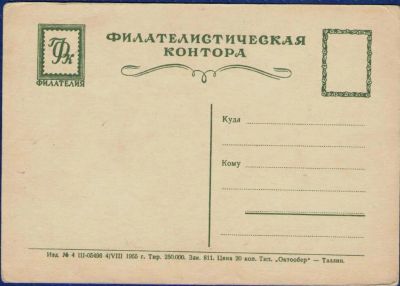 ФК
ФИЛАТЕЛИЯ
ФИЛАТЕЛИСТИЧЕСКАЯ
КОНТОРА
Куда
Кому
Изд. № 4 III-05496 4/VIII 1955 г. Тир. 250.000. Зак. 811. Цена 20 коп. Тип. „Октообер" — Таллин.